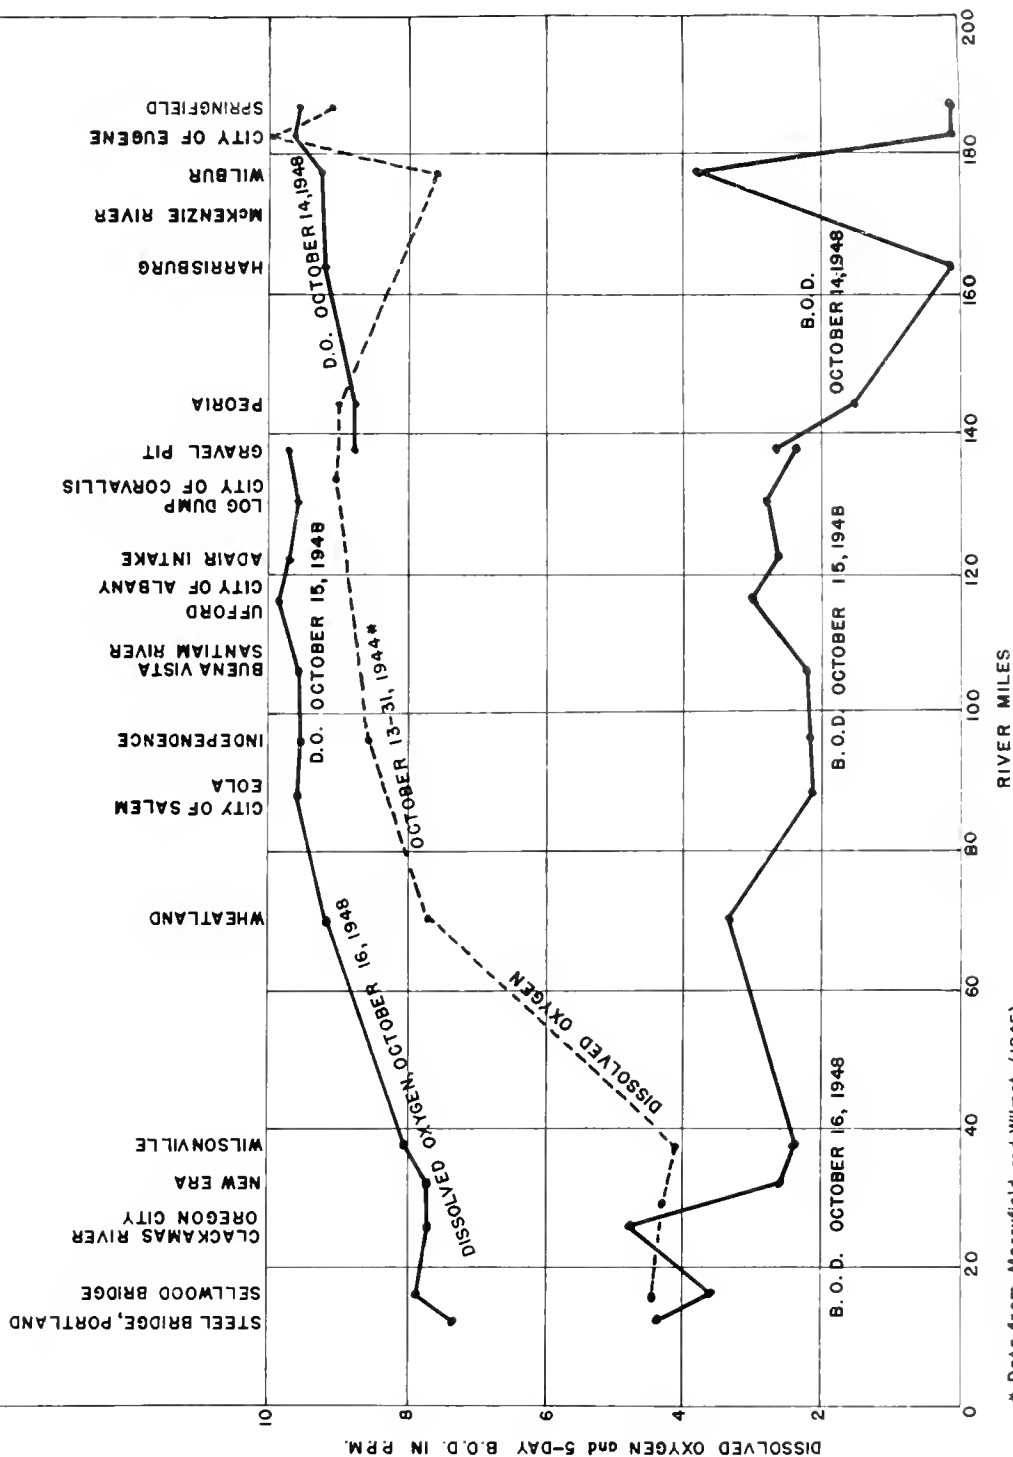 STEEL BRIDGE, PORTLAND
SELLWOOD BRIDGE
CLACKAMAS RIVER
OREGON CITY
NEW ERA
WILSONVILLE
WHEATLAND
CITY OF SALEM
EOLA
INDEPENDENCE
BUENA VISTA
SANTIAM RIVER
UFFORD
CITY OF ALBANY
ADAIR INTAKE
LOG DUMP
CITY OF CORVALLIS
GRAVEL PIT
PEORIA
HARRISBURG
McKENZIE RIVER
WILBUR
CITY OF EUGENE
SPRINGFIELD
10
8
6
4
2
DISSOLVED OXYGEN and 5-DAY B.O.D. IN P.P.M.
DISSOLVED OXYGEN, OCTOBER 16, 1948
D.O. OCTOBER 15, 1948
D.O. OCTOBER 14, 1948
DISSOLVED OXYGEN
OCTOBER 13-31, 1944*
B.O.D. OCTOBER 16, 1948
B.O.D. OCTOBER 15, 1948
B.O.D.
OCTOBER 14, 1948
0 20 40 60 80 100 120 140 160 180 200
RIVER MILES